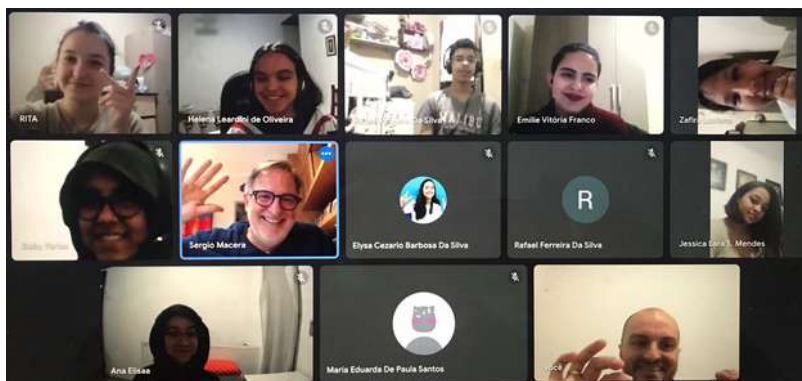 RITA
Helena Leardini de Oliveira
Da Silva
Emilie Vitória Franco
Zafira
Sergio Macera
Elysa Cezario Barbosa Da Silva
R
Rafael Ferreira Da Silva
Jessica Lara S. Mendes
Ana Elisaa
Maria Eduarda De Paula Santos
Você